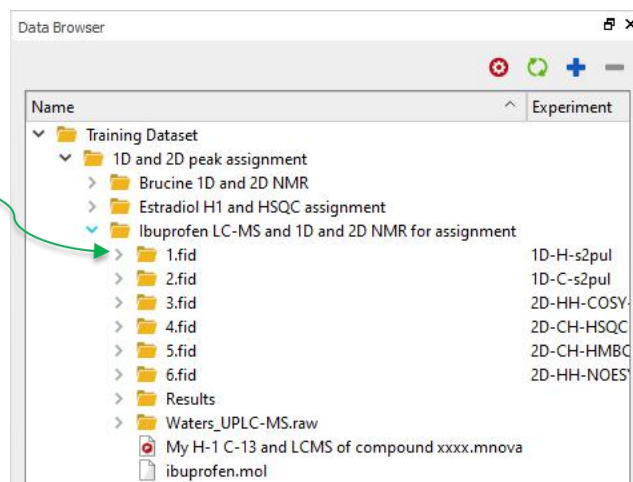 Data Browser
Name Experiment
Training Dataset
1D and 2D peak assignment
Brucine 1D and 2D NMR
Estradiol H1 and HSQC assignment
Ibuprofen LC-MS and 1D and 2D NMR for assignment
1.fid 1D-H-s2pul
2.fid 1D-C-s2pul
3.fid 2D-HH-COSY-
4.fid 2D-CH-HSQC
5.fid 2D-CH-HMBC
6.fid 2D-HH-NOESY
Results
Waters_UPLC-MS.raw
My H-1 C-13 and LCMS of compound xxxx.mnova
ibuprofen.mol